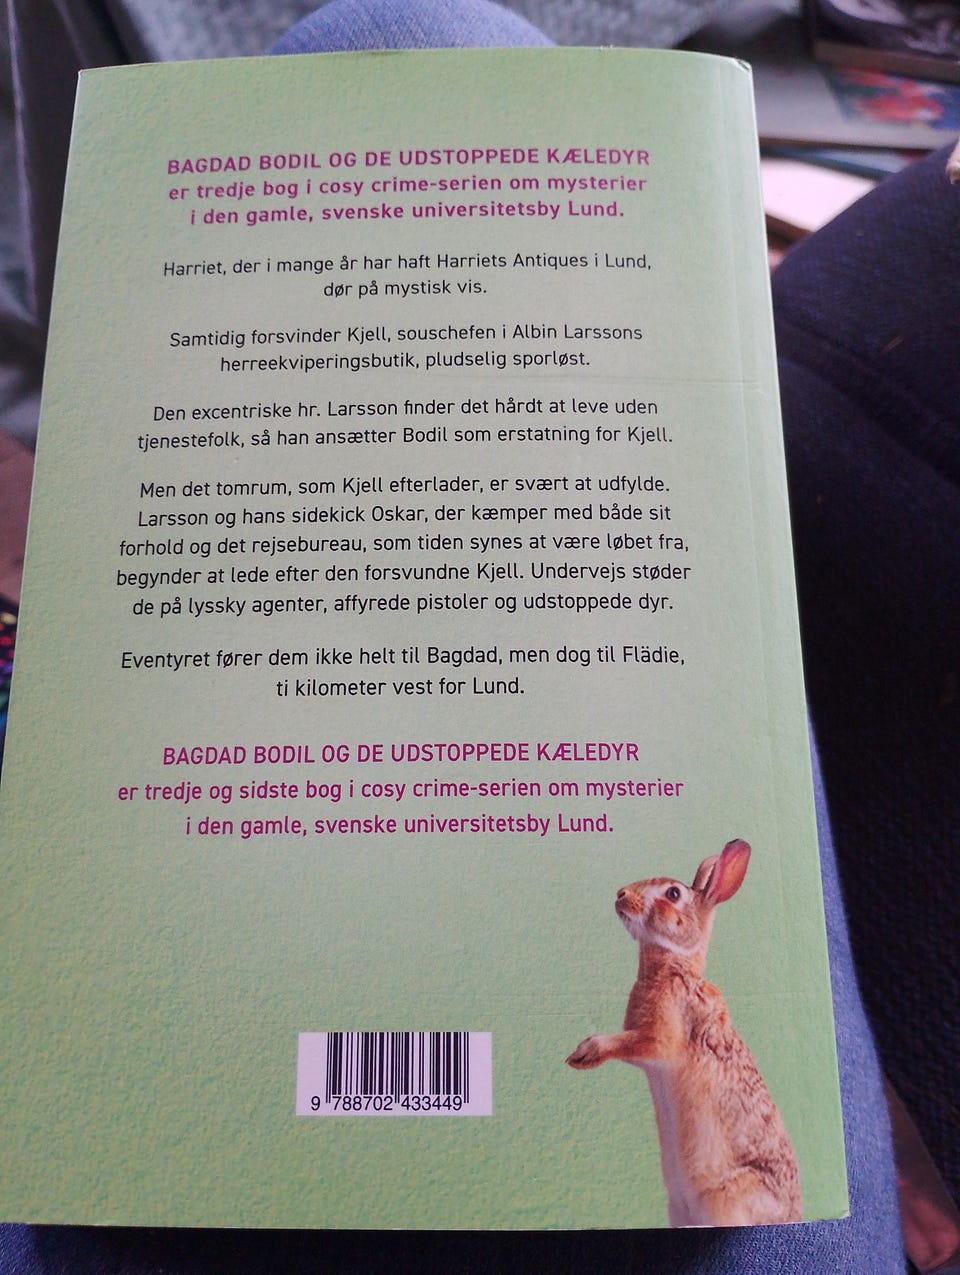 BAGDAD BODIL OG DE UDSTOPPEDE KÆLEDYR
er tredje bog i cosy crime-serien om mysterier
i den gamle, svenske universitetsby Lund.
Harriet, der i mange år har haft Harriets Antiques i Lund,
dør på mystisk vis.
Samtidig forsvinder Kjell, souschefen i Albin Larssons
herreekviperingsbutik, pludselig sporløst.
Den excentriske hr. Larsson finder det hårdt at leve uden
tjenestefolk, så han ansætter Bodil som erstatning for Kjell.
Men det tomrum, som Kjell efterlader, er svært at udfylde.
Larsson og hans sidekick Oskar, der kæmper med både sit
forhold og det rejsebureau, som tiden synes at være løbet fra,
begynder at lede efter den forsvundne Kjell. Undervejs støder
de på lyssky agenter, affyrede pistoler og udstoppede dyr.
Eventyret fører dem ikke helt til Bagdad, men dog til Flädie,
ti kilometer vest for Lund.
BAGDAD BODIL OG DE UDSTOPPEDE KÆLEDYR
er tredje og sidste bog i cosy crime-serien om mysterier
i den gamle, svenske universitetsby Lund.
9 788702 433449